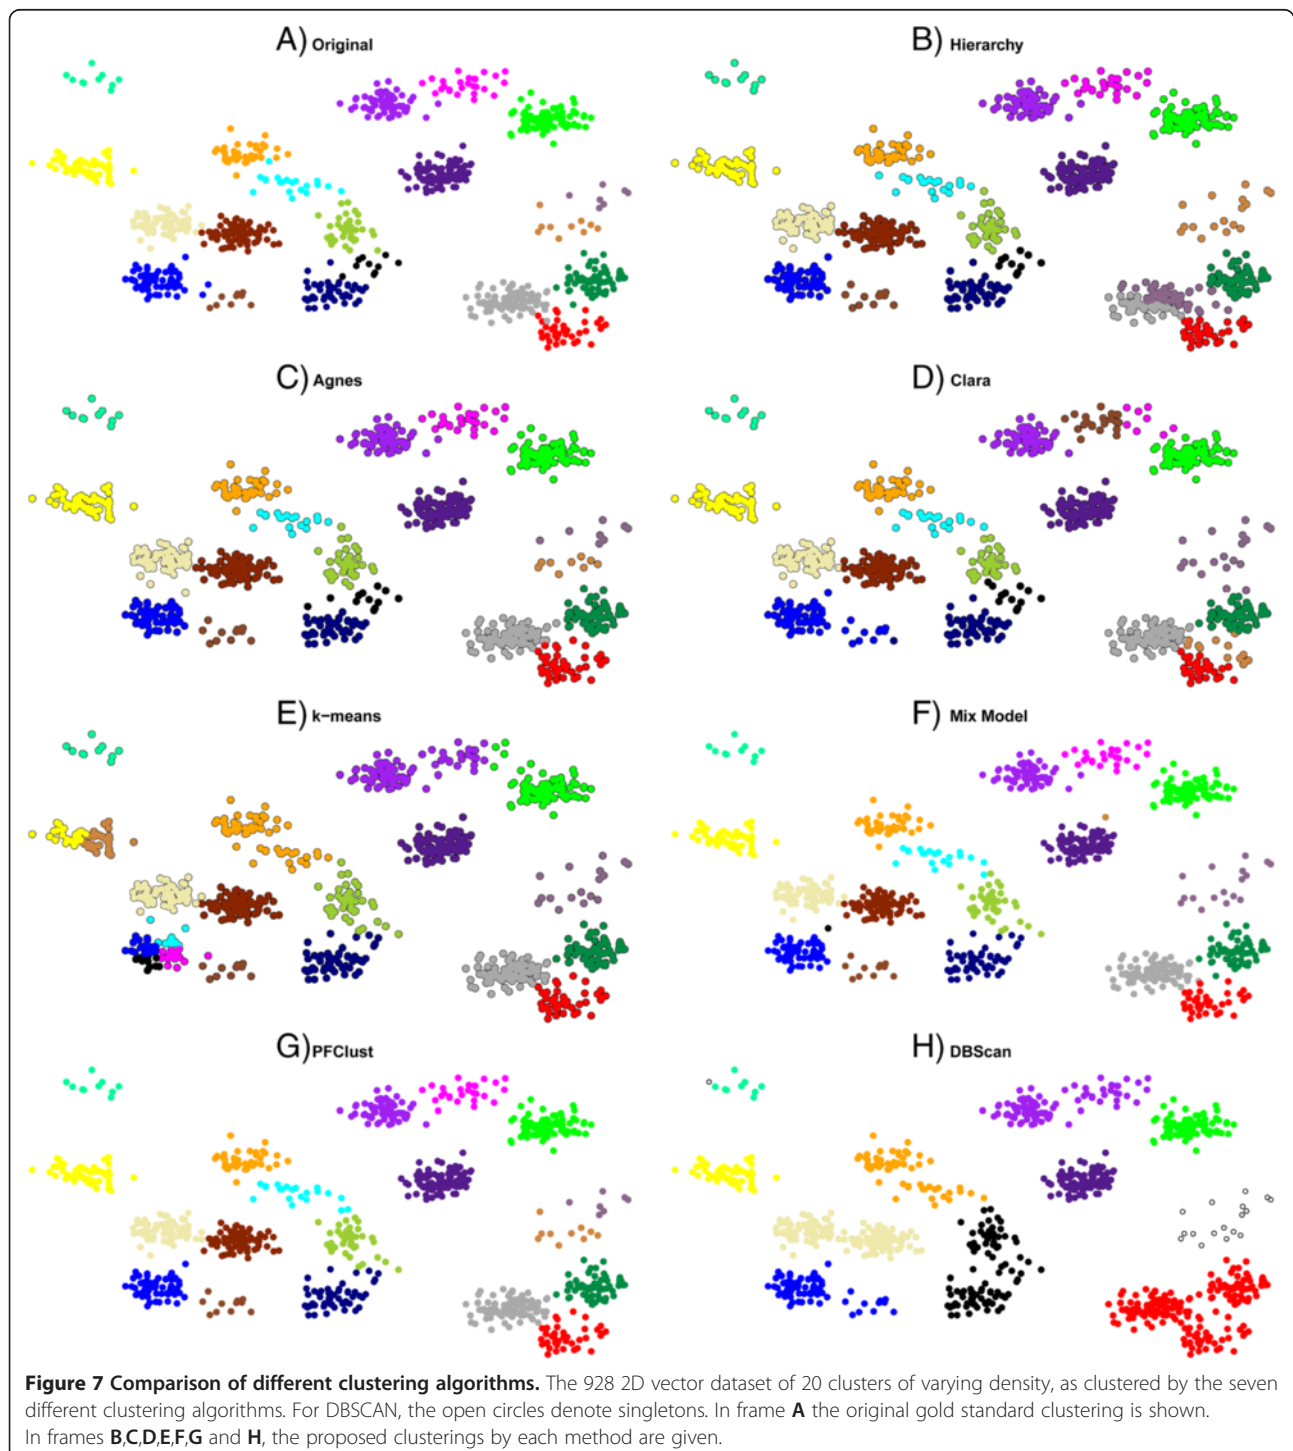 A) Original
B) Hierarchy
C) Agnes
D) Clara
E) k−means
F) Mix Model
G) PFClust
H) DBScan
Figure 7 Comparison of different clustering algorithms. The 928 2D vector dataset of 20 clusters of varying density, as clustered by the seven
different clustering algorithms. For DBSCAN, the open circles denote singletons. In frame A the original gold standard clustering is shown.
In frames B,C,D,E,F,G and H, the proposed clusterings by each method are given.